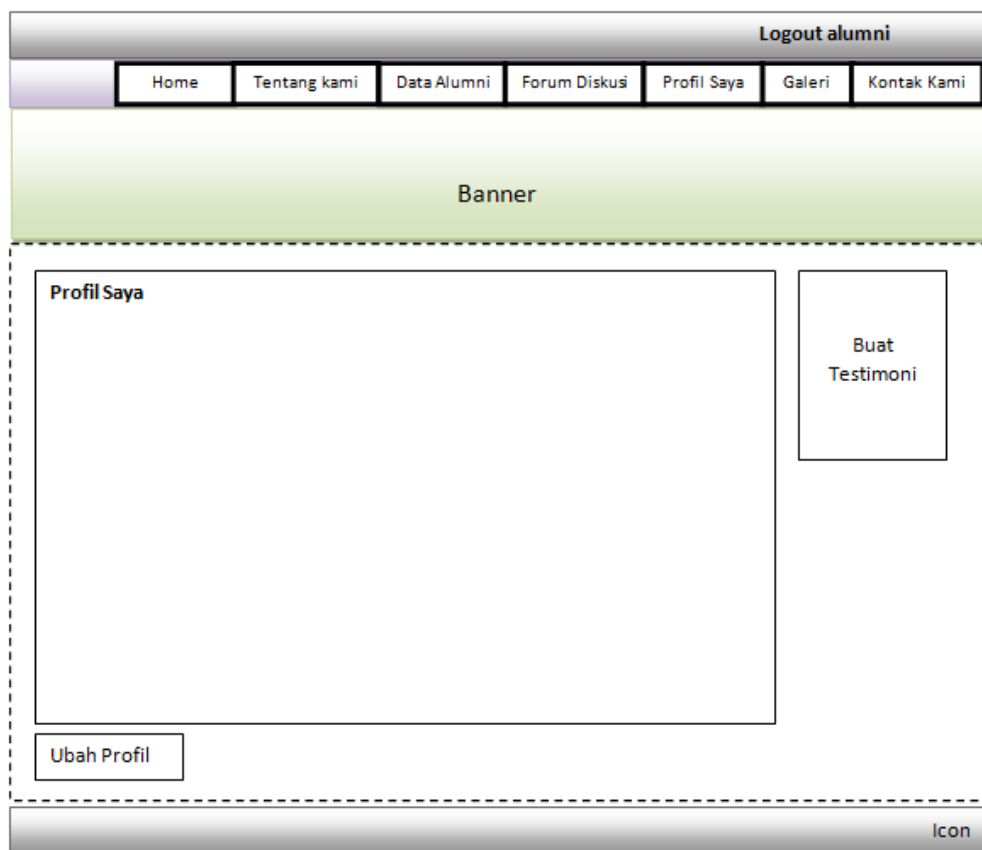 Logout alumni
Home Tentang kami Data Alumni Forum Diskusi Profil Saya Galeri Kontak Kami
Banner
Profil Saya
Buat
Testimoni
Ubah Profil
Icon